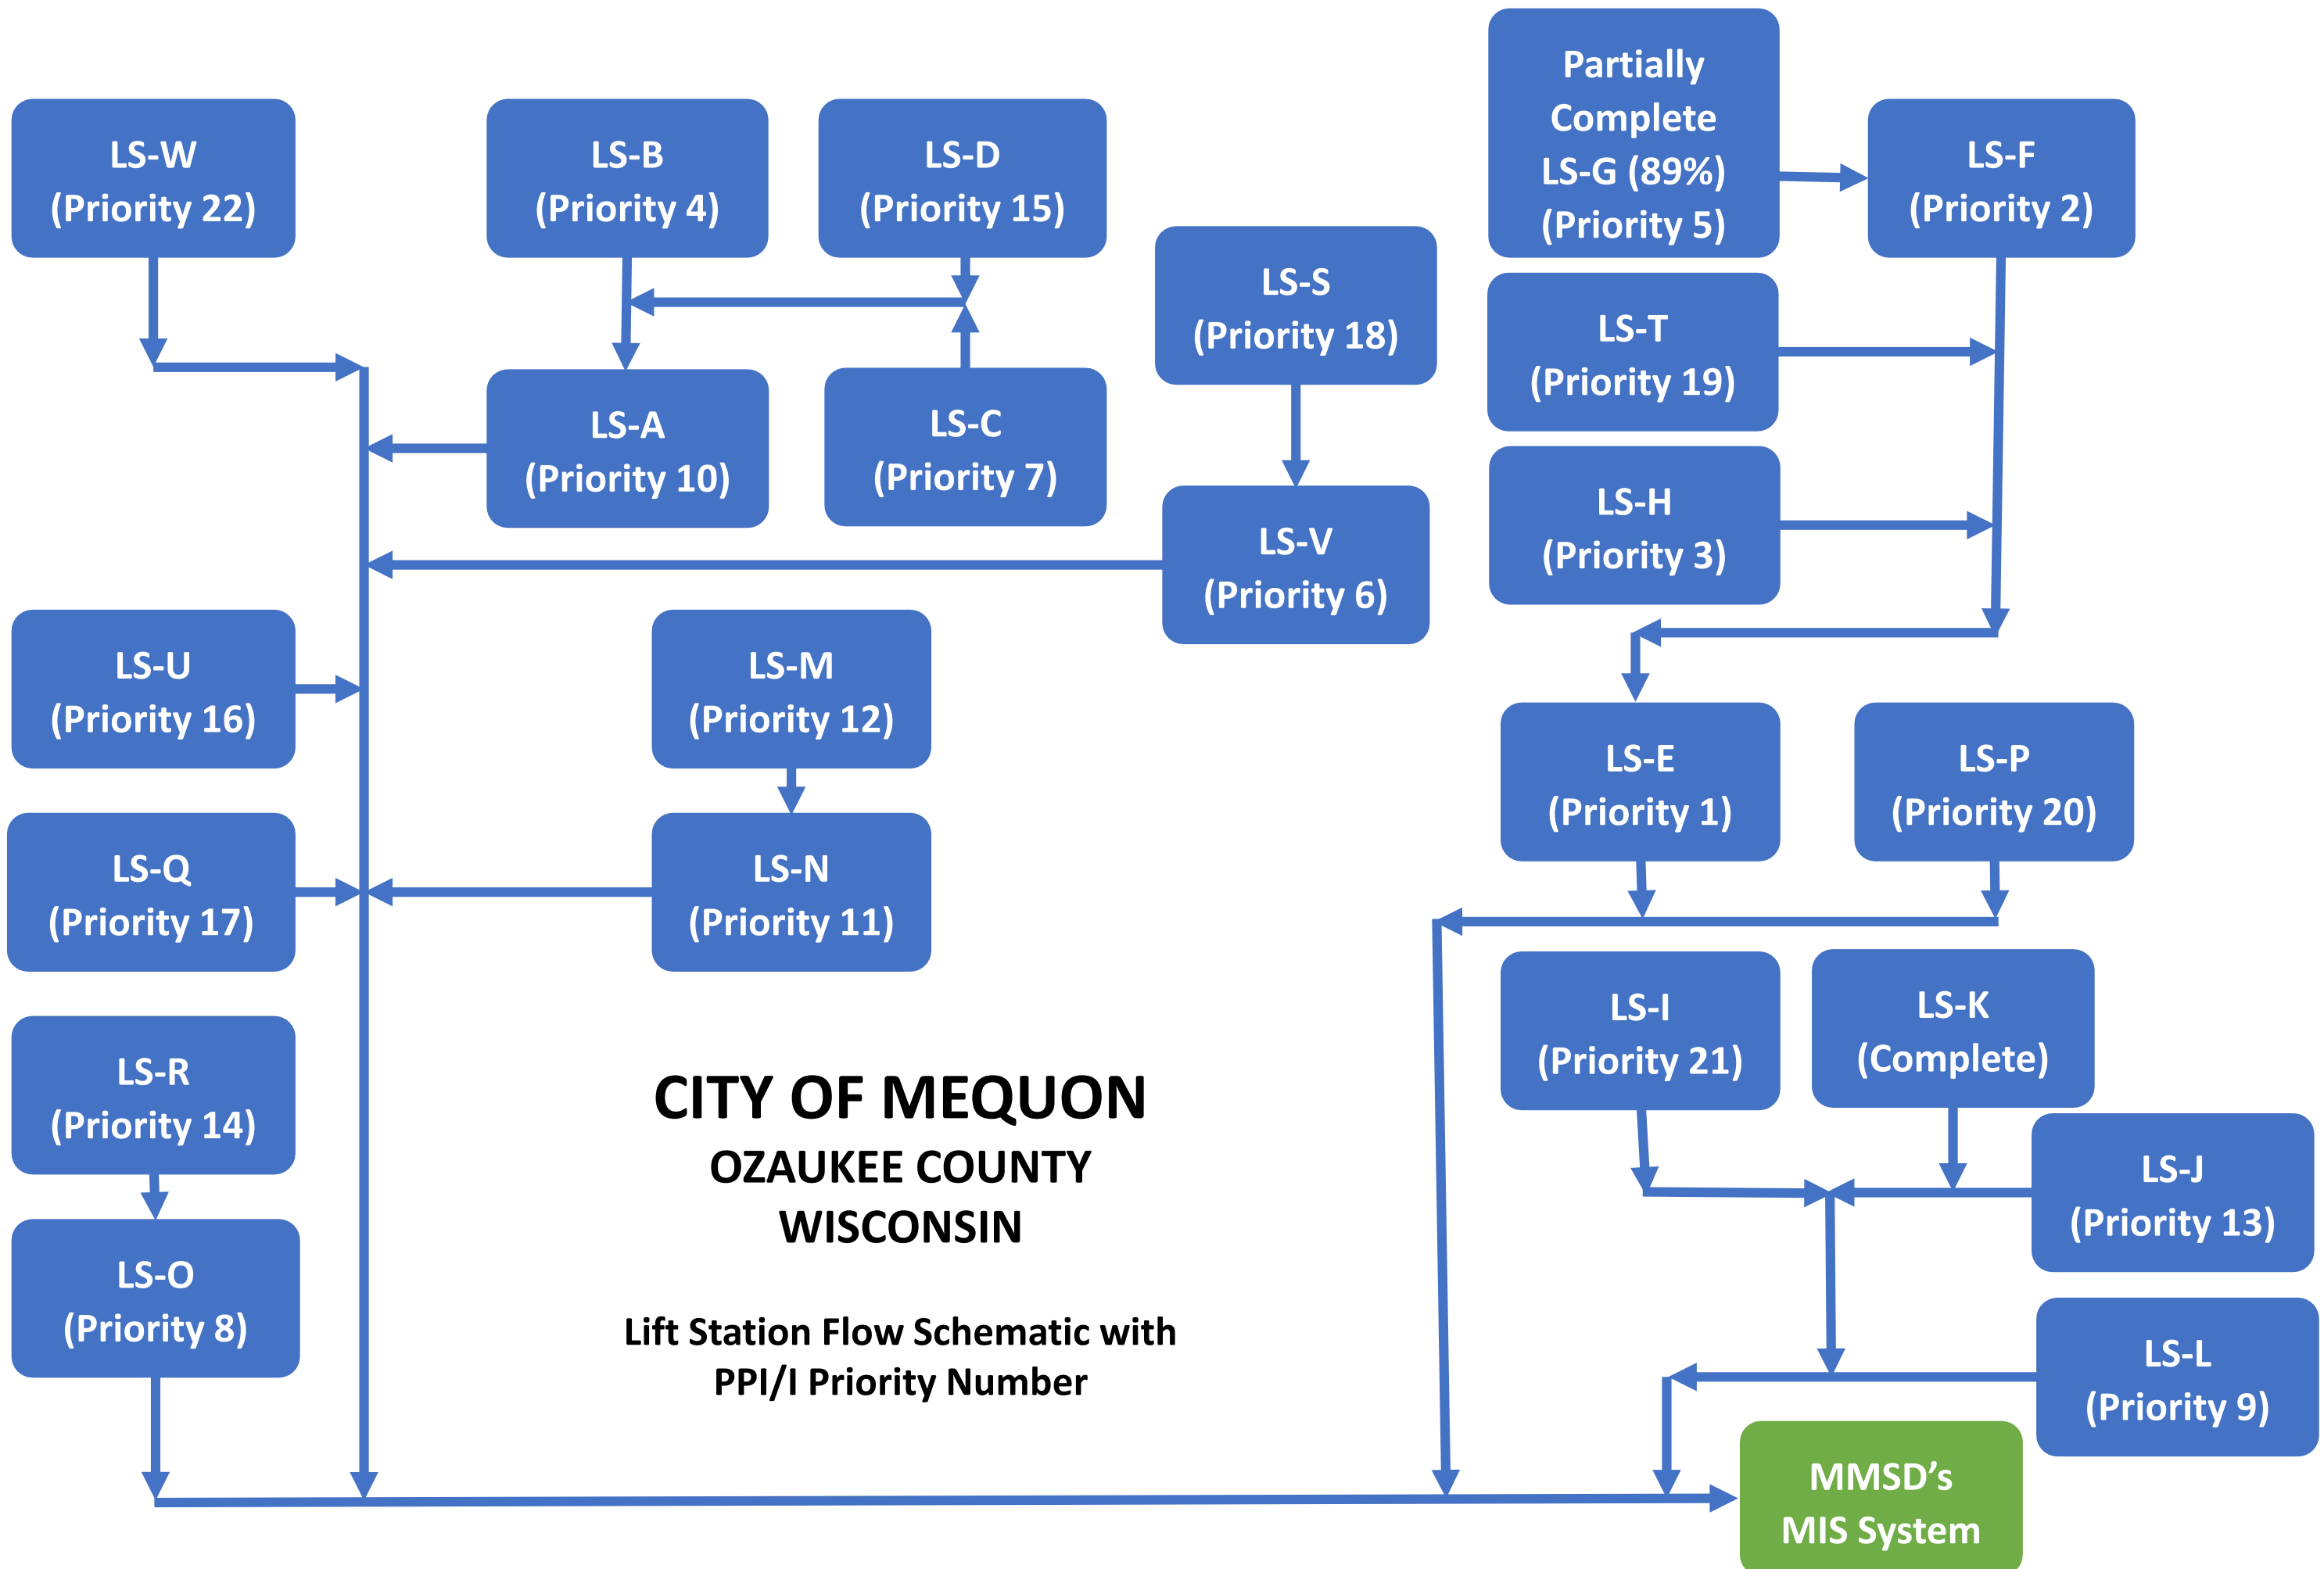 Partially
Complete
LS-G (89%)
(Priority 5)
LS-W
(Priority 22)
LS-B
(Priority 4)
LS-D
(Priority 15)
LS-F
(Priority 2)
LS-S
(Priority 18)
LS-T
(Priority 19)
LS-A
(Priority 10)
LS-C
(Priority 7)
LS-H
(Priority 3)
LS-V
(Priority 6)
LS-U
(Priority 16)
LS-M
(Priority 12)
LS-E
(Priority 1)
LS-P
(Priority 20)
LS-Q
(Priority 17)
LS-N
(Priority 11)
LS-I
(Priority 21)
LS-K
(Complete)
LS-R
(Priority 14)
CITY OF MEQUON
OZAUKEE COUNTY
WISCONSIN
LS-J
(Priority 13)
LS-O
(Priority 8)
Lift Station Flow Schematic with
PPI/I Priority Number
LS-L
(Priority 9)
MMSD’s
MIS System